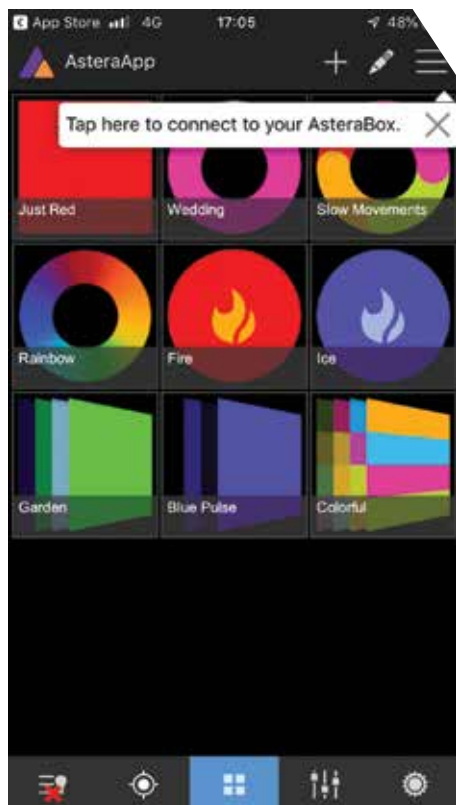 App Store 4G 17:05 48%
AsteraApp
Tap here to connect to your AsteraBox.
Just Red Wedding Slow Movements
Rainbow Fire Ice
Garden Blue Pulse Colorful